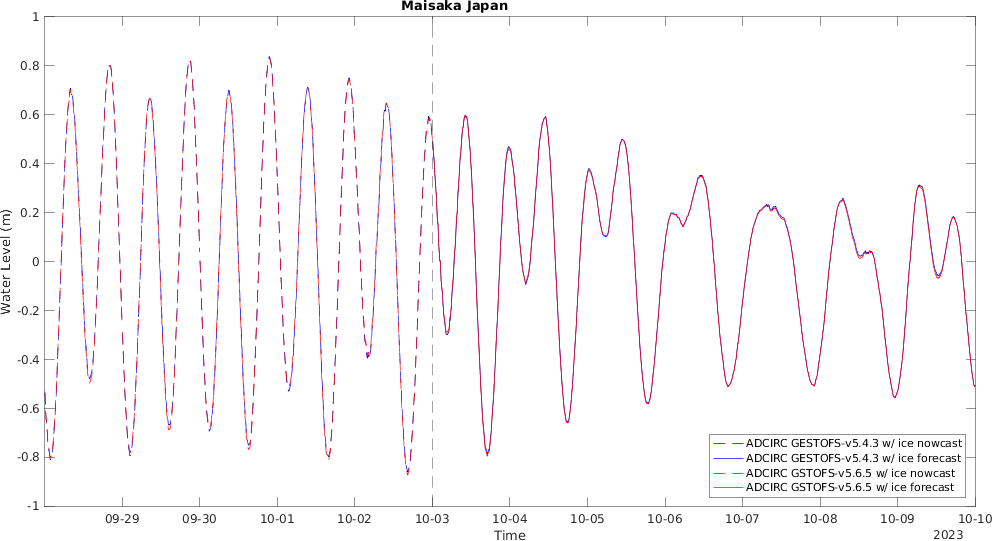 Maisaka Japan
Water Level (m)
1
0.8
0.6
0.4
0.2
0
-0.2
-0.4
-0.6
-0.8
-1
ADCIRC GESTOFS-v5.4.3 w/ ice nowcast
ADCIRC GESTOFS-v5.4.3 w/ ice forecast
ADCIRC GSTOFS-v5.6.5 w/ ice nowcast
ADCIRC GSTOFS-v5.6.5 w/ ice forecast
09-29 09-30 10-01 10-02 10-03 10-04 10-05 10-06 10-07 10-08 10-09 10-10
Time
2023